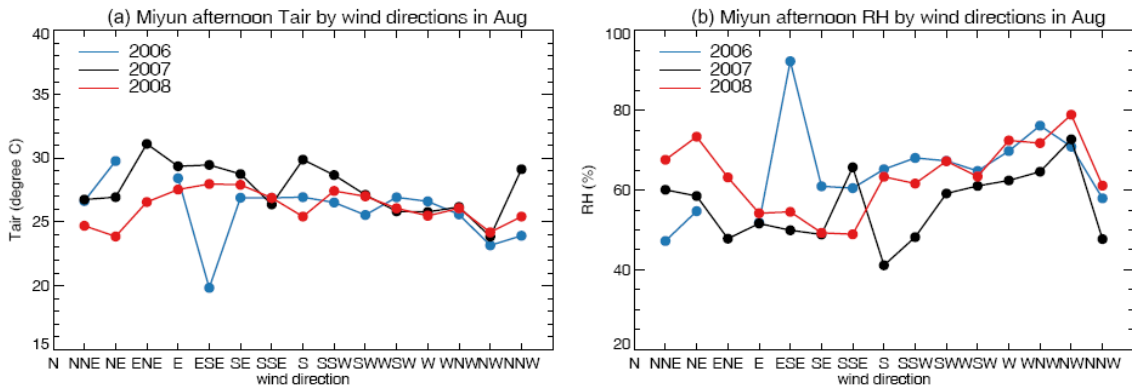 (a) Miyun afternoon Tair by wind directions in Aug
40
35
30
25
20
15
Tair (degree C)
2006
2007
2008
N NNE NE ENE E ESE SE SSE S SSW SW WSW W WNW NW NNW
wind direction
(b) Miyun afternoon RH by wind directions in Aug
100
80
60
40
20
RH (%)
2006
2007
2008
N NNE NE ENE E ESE SE SSE S SSW SW WSW W WNW NW NNW
wind direction